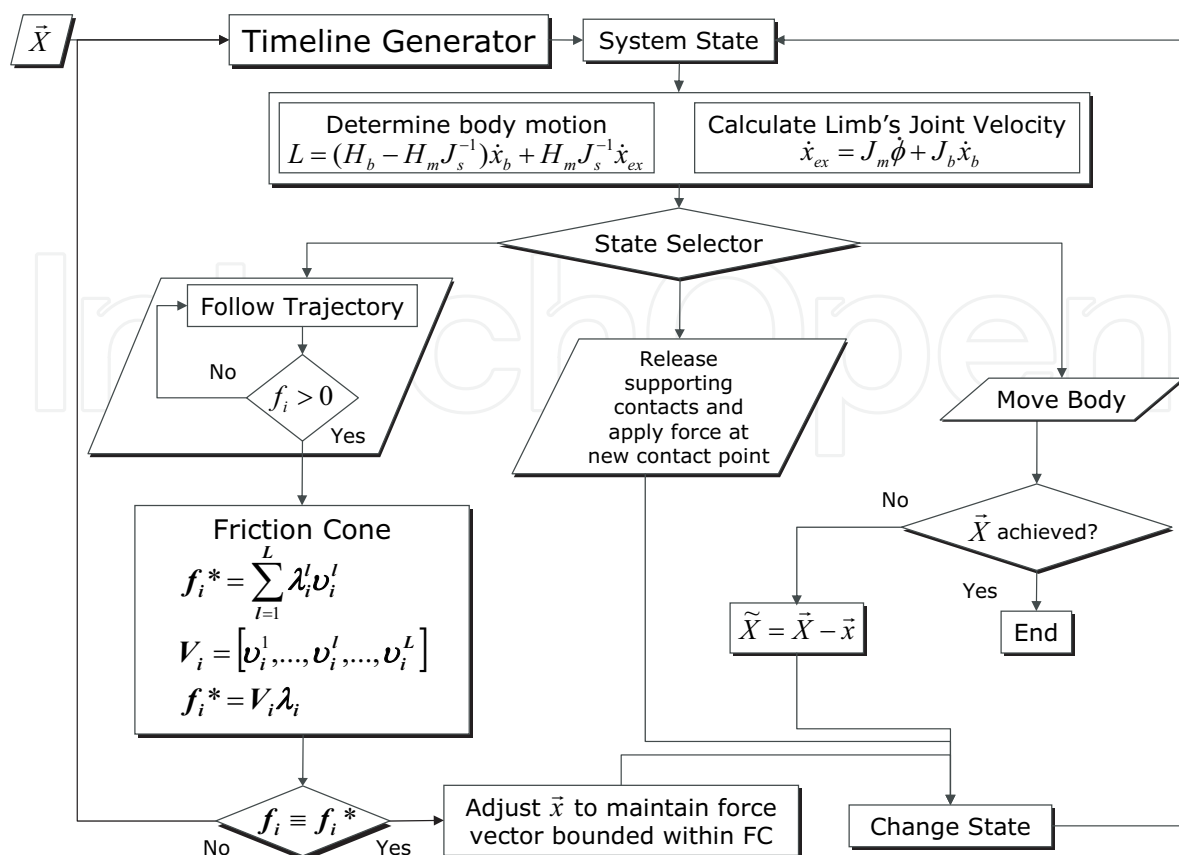 X⃗
Timeline Generator
System State
Determine body motion
L = (H_b − H_m J_s^{-1})ẋ_b + H_m J_s^{-1} ẋ_ex
Calculate Limb's Joint Velocity
ẋ_ex = J_m φ̇ + J_b ẋ_b
State Selector
Follow Trajectory
No
f_i > 0
Yes
Release
supporting
contacts and
apply force at
new contact point
Move Body
No
X⃗ achieved?
Yes
End
X̃ = X⃗ − x⃗
Friction Cone
f_i* = ∑_{l=1}^{L} λ_i^l υ_i^l
V_i = [υ_i^1,...,υ_i^l,...,υ_i^L]
f_i* = V_i λ_i
f_i ≡ f_i*
No
Yes
Adjust x⃗ to maintain force
vector bounded within FC
Change State
IntechOpen